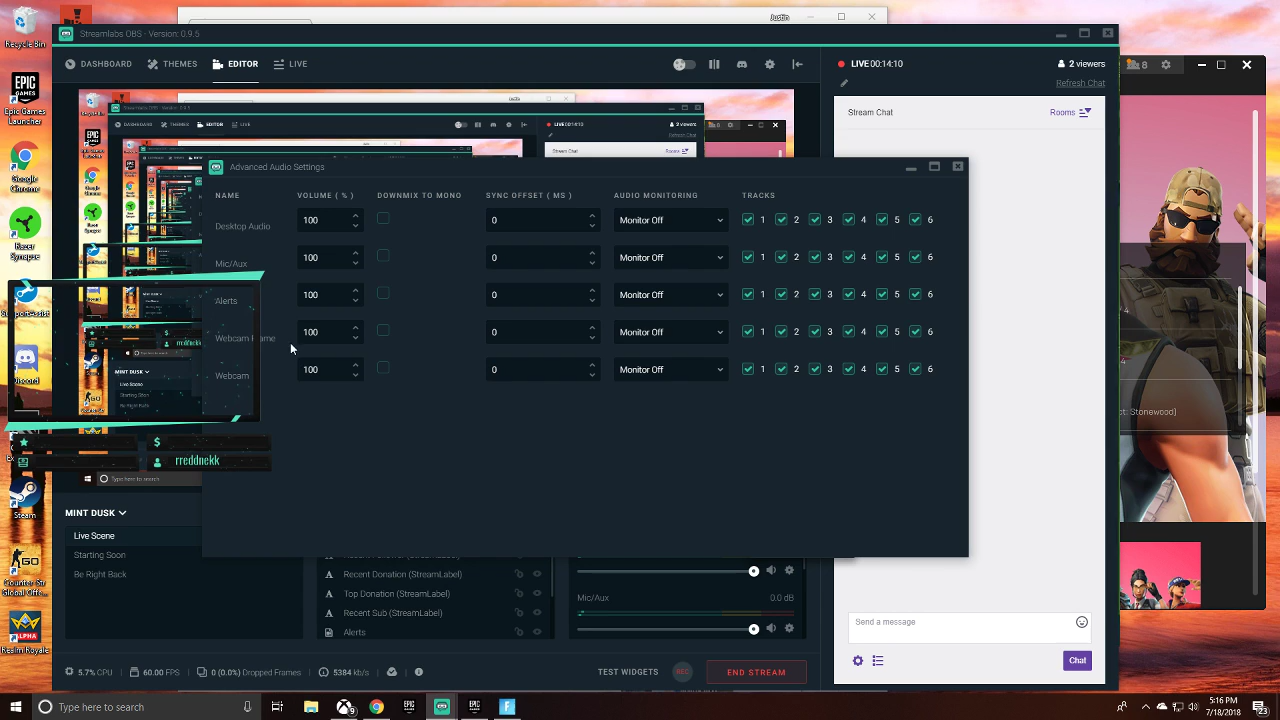 Justin
Recycle Bin
Streamlabs OBS - Version: 0.9.5
DASHBOARD
THEMES
EDITOR
LIVE
LIVE 00:14:10
2 viewers
Refresh Chat
8
Epic Games
Launcher
Google
Chrome
Razer
Synapse
Discord
Steam
Counter Str
Global Offe...
Realm Royale
Stream Chat
Rooms
Advanced Audio Settings
NAME
VOLUME ( % )
DOWNMIX TO MONO
SYNC OFFSET ( MS )
AUDIO MONITORING
TRACKS
Desktop Audio
100
0
Monitor Off
1 2 3 4 5 6
Mic/Aux
100
0
Monitor Off
1 2 3 4 5 6
Alerts
100
0
Monitor Off
1 2 3 4 5 6
Webcam Frame
100
0
Monitor Off
1 2 3 4 5 6
Webcam
100
0
Monitor Off
1 2 3 4 5 6
$
rreddnekk
ct: Stonewood]
MINT DUSK
Live Scene
Starting Soon
Be Right Back
Recent Donation (StreamLabel)
Top Donation (StreamLabel)
Recent Sub (StreamLabel)
Alerts
Mic/Aux
0.0 dB
Send a message
Chat
5.7% CPU
60.00 FPS
0 (0.0%) Dropped Frames
5384 kb/s
TEST WIDGETS
REC
END STREAM
Type here to search
5:16 PM
7/18/2018